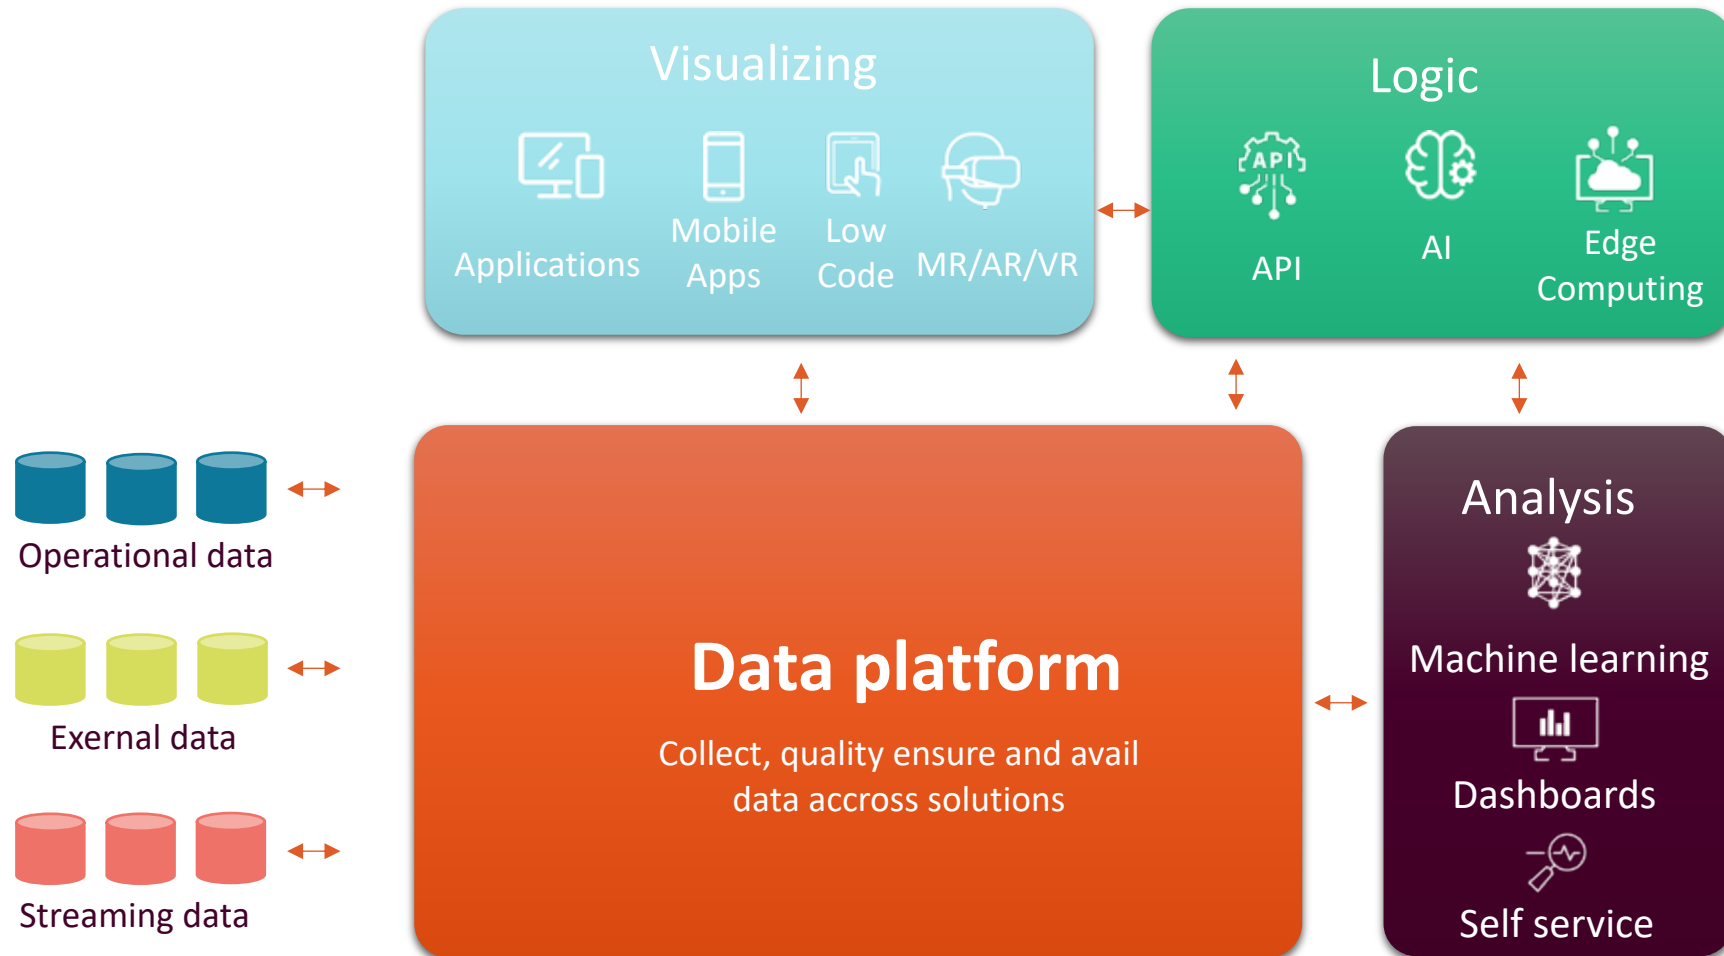 Visualizing
Applications
Mobile
Apps
Low
Code
MR/AR/VR
Logic
API
API
AI
Edge
Computing
Operational data
Exernal data
Streaming data
Data platform
Collect, quality ensure and avail
data accross solutions
Analysis
Machine learning
Dashboards
Self service